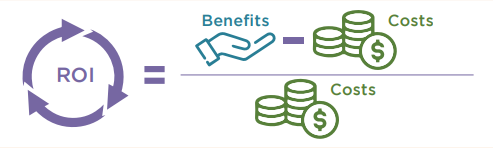 Benefits
Costs
$
ROI
=
-
Costs
$